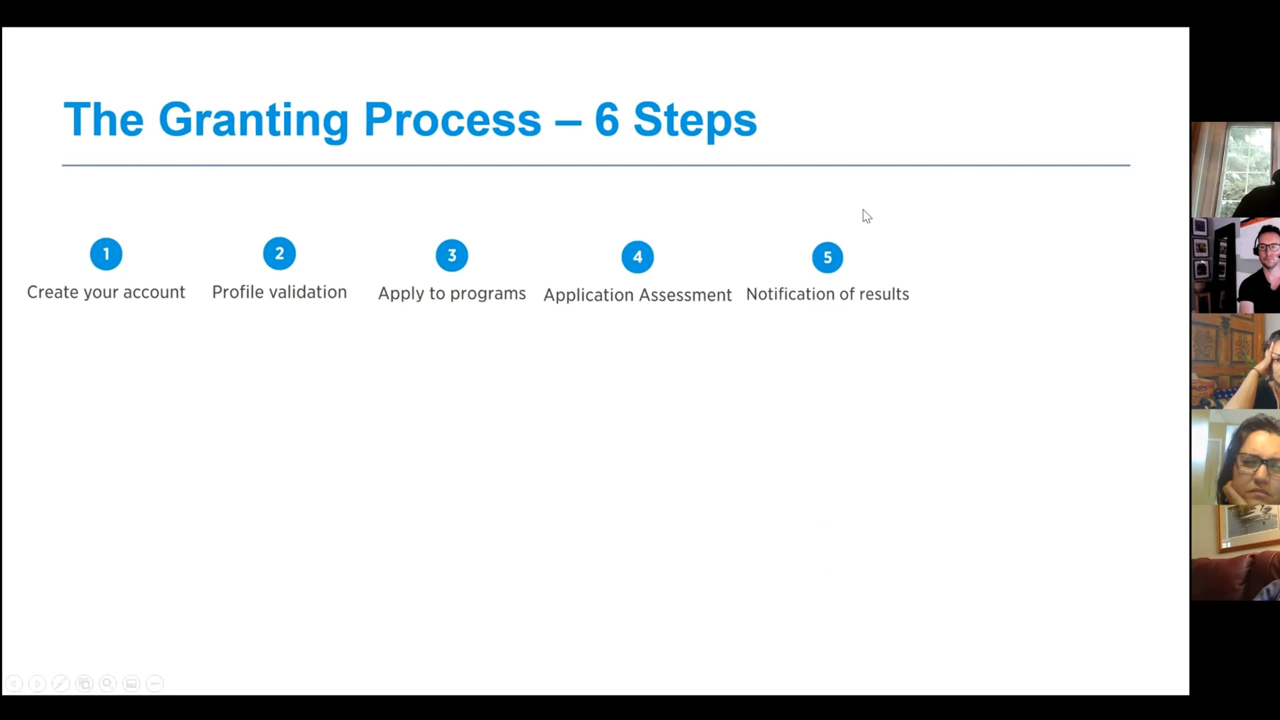 The Granting Process – 6 Steps
1
2
3
4
5
Create your account
Profile validation
Apply to programs
Application Assessment
Notification of results